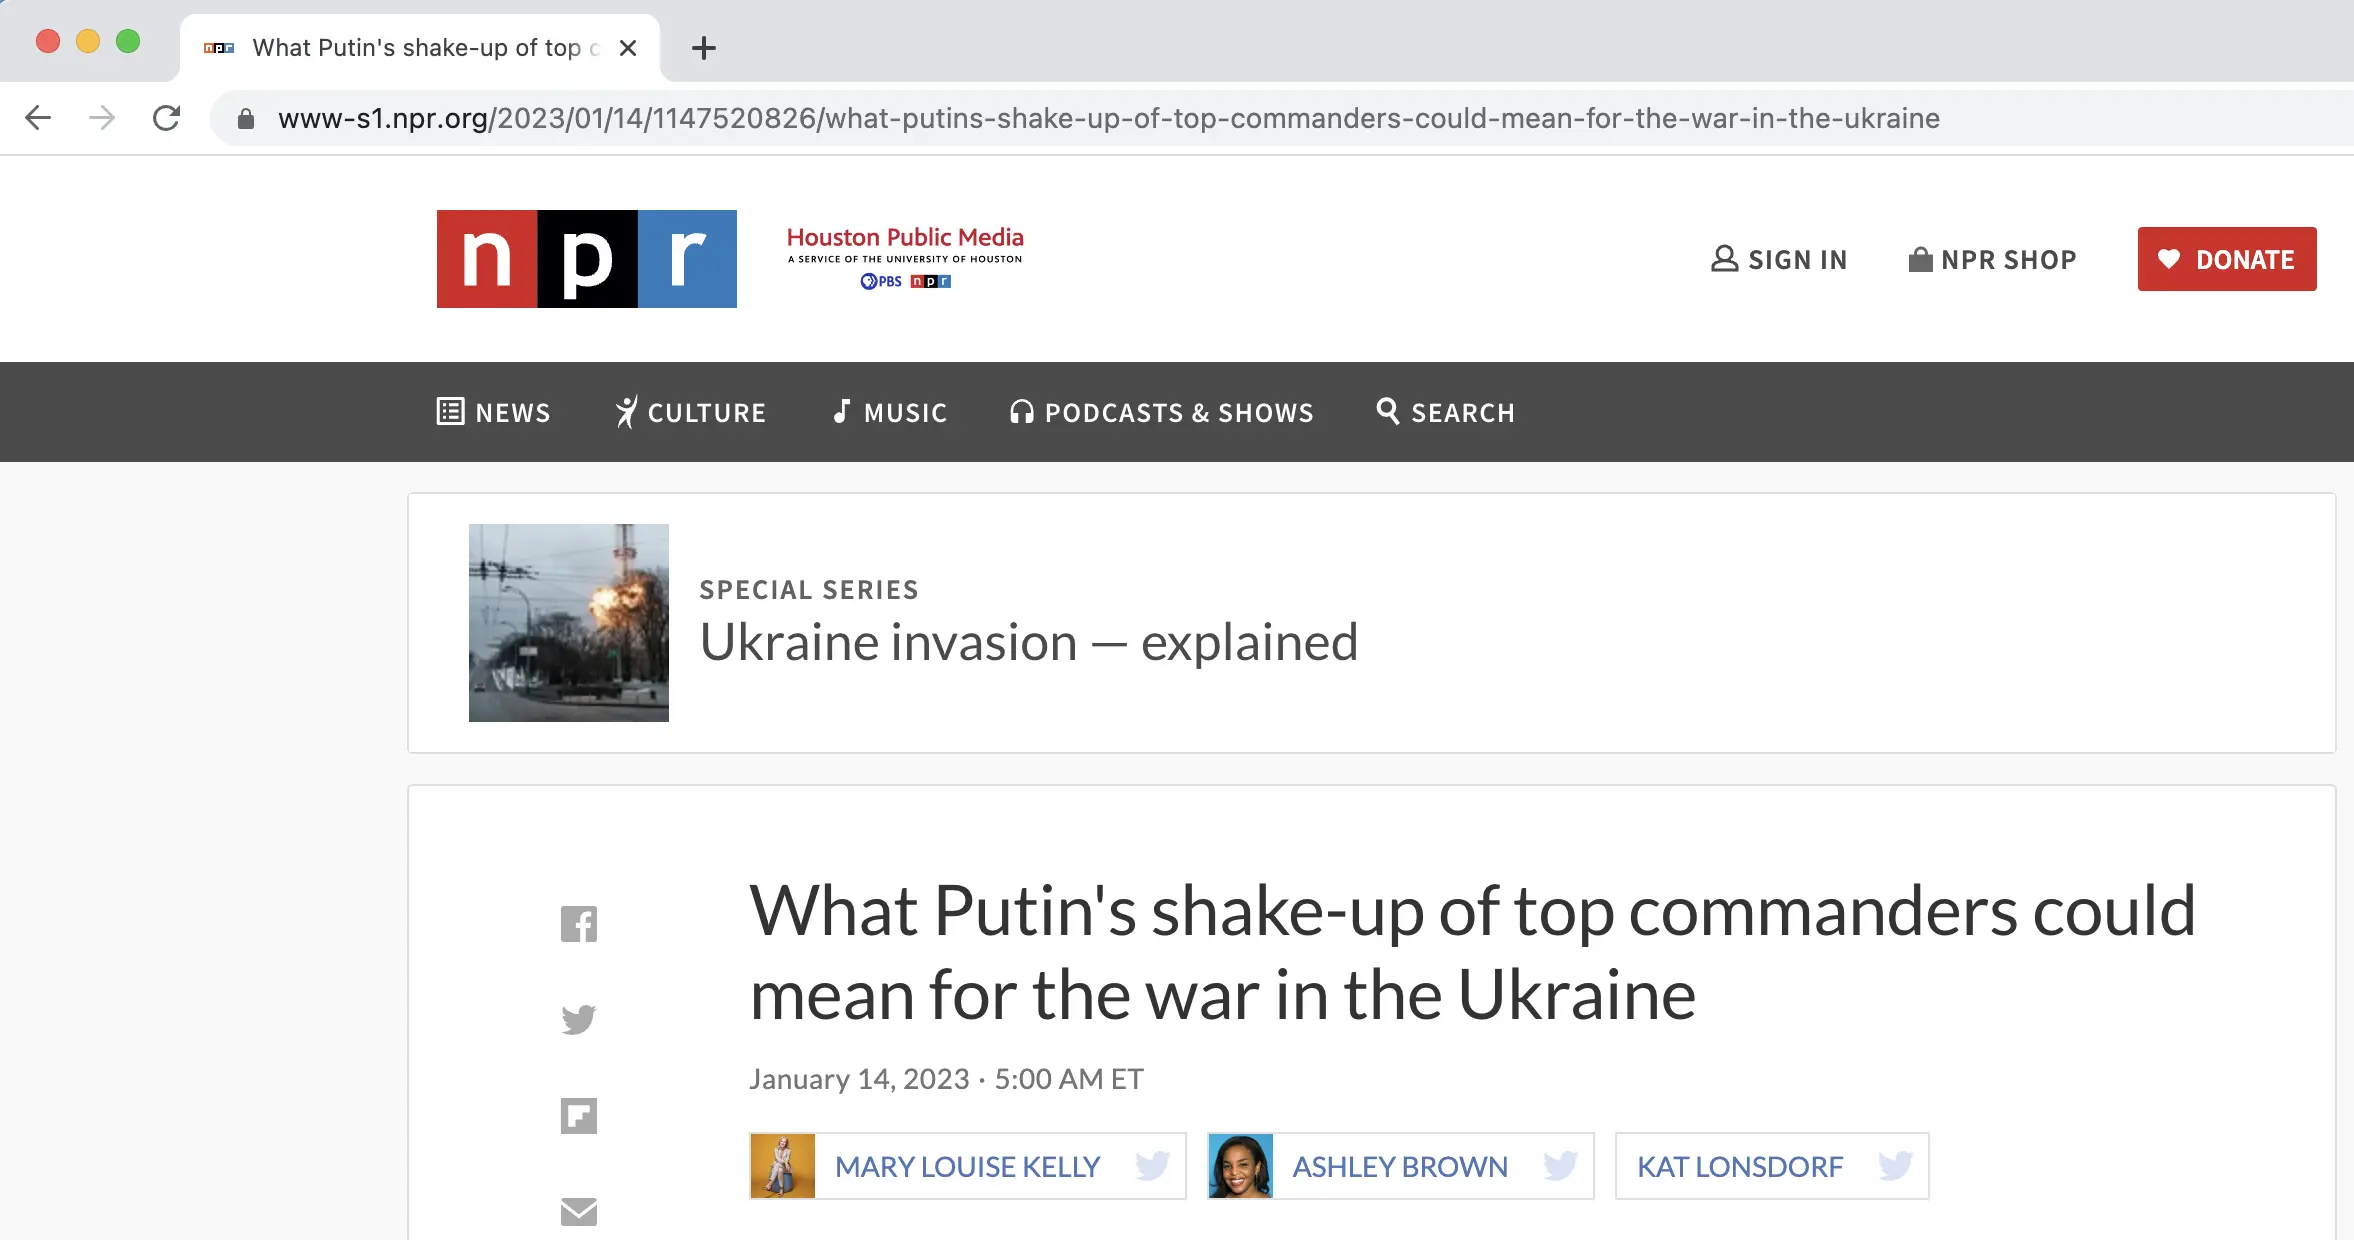 What Putin's shake-up of top c
www-s1.npr.org/2023/01/14/1147520826/what-putins-shake-up-of-top-commanders-could-mean-for-the-war-in-the-ukraine
npr
Houston Public Media
A SERVICE OF THE UNIVERSITY OF HOUSTON
PBS npr
SIGN IN
NPR SHOP
DONATE
NEWS
CULTURE
MUSIC
PODCASTS & SHOWS
SEARCH
SPECIAL SERIES
Ukraine invasion — explained
What Putin's shake-up of top commanders could
mean for the war in the Ukraine
January 14, 2023 · 5:00 AM ET
MARY LOUISE KELLY
ASHLEY BROWN
KAT LONSDORF